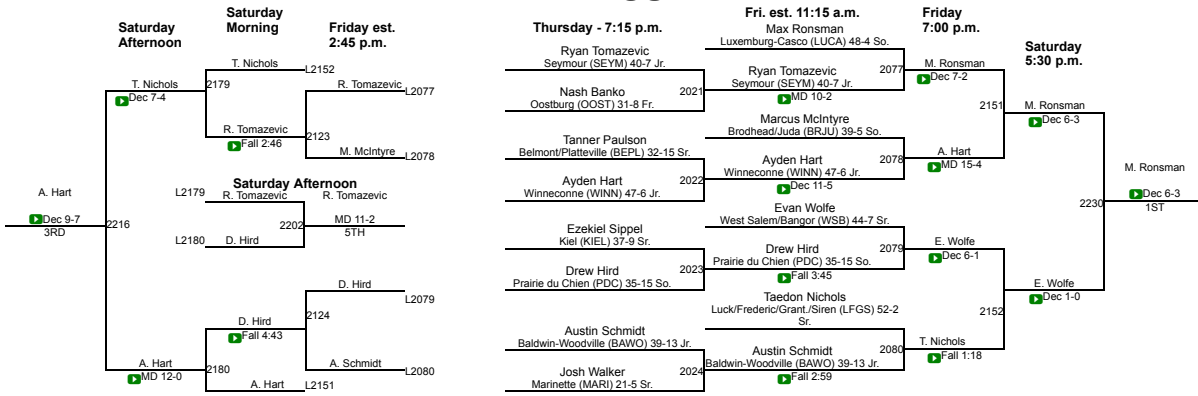 Saturday
Afternoon
Saturday
Morning
Friday est.
2:45 p.m.
T. Nichols
L2152
T. Nichols
2179
Dec 7-4
R. Tomazevic
L2077
R. Tomazevic
2123
Fall 2:46
M. McIntyre
L2078
Saturday Afternoon
L2179
R. Tomazevic
R. Tomazevic
A. Hart
Dec 9-7
3RD
2216
2202
MD 11-2
5TH
L2180
D. Hird
D. Hird
L2079
2124
D. Hird
Fall 4:43
A. Hart
MD 12-0
2180
A. Schmidt
L2080
A. Hart
L2151
Thursday - 7:15 p.m.
Fri. est. 11:15 a.m.
Friday
7:00 p.m.
Saturday
5:30 p.m.
Ryan Tomazevic
Seymour (SEYM) 40-7 Jr.
2021
Nash Banko
Oostburg (OOST) 31-8 Fr.
Tanner Paulson
Belmont/Platteville (BEPL) 32-15 Sr.
2022
Ayden Hart
Winneconne (WINN) 47-6 Jr.
Ezekiel Sippel
Kiel (KIEL) 37-9 Sr.
2023
Drew Hird
Prairie du Chien (PDC) 35-15 So.
Austin Schmidt
Baldwin-Woodville (BAWO) 39-13 Jr.
2024
Josh Walker
Marinette (MARI) 21-5 Sr.
Max Ronsman
Luxemburg-Casco (LUCA) 48-4 So.
2077
Ryan Tomazevic
Seymour (SEYM) 40-7 Jr.
MD 10-2
Marcus McIntyre
Brodhead/Juda (BRJU) 39-5 So.
2078
Ayden Hart
Winneconne (WINN) 47-6 Jr.
Dec 11-5
Evan Wolfe
West Salem/Bangor (WSB) 44-7 Sr.
2079
Drew Hird
Prairie du Chien (PDC) 35-15 So.
Fall 3:45
Taedon Nichols
Luck/Frederic/Grant./Siren (LFGS) 52-2
Sr.
2080
Austin Schmidt
Baldwin-Woodville (BAWO) 39-13 Jr.
Fall 2:59
M. Ronsman
Dec 7-2
2151
A. Hart
MD 15-4
E. Wolfe
Dec 6-1
2152
T. Nichols
Fall 1:18
M. Ronsman
Dec 6-3
2230
E. Wolfe
Dec 1-0
M. Ronsman
Dec 6-3
1ST